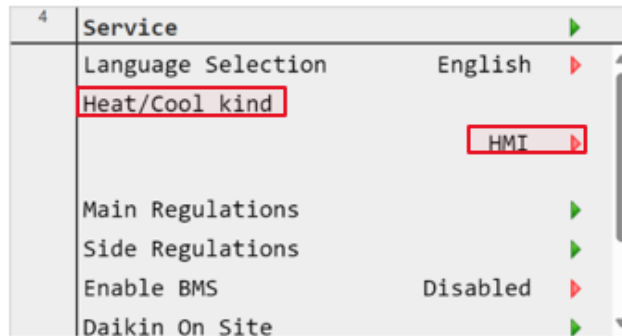 4
Service
Language Selection English
Heat/Cool kind
HMI
Main Regulations
Side Regulations
Enable BMS Disabled
Daikin On Site